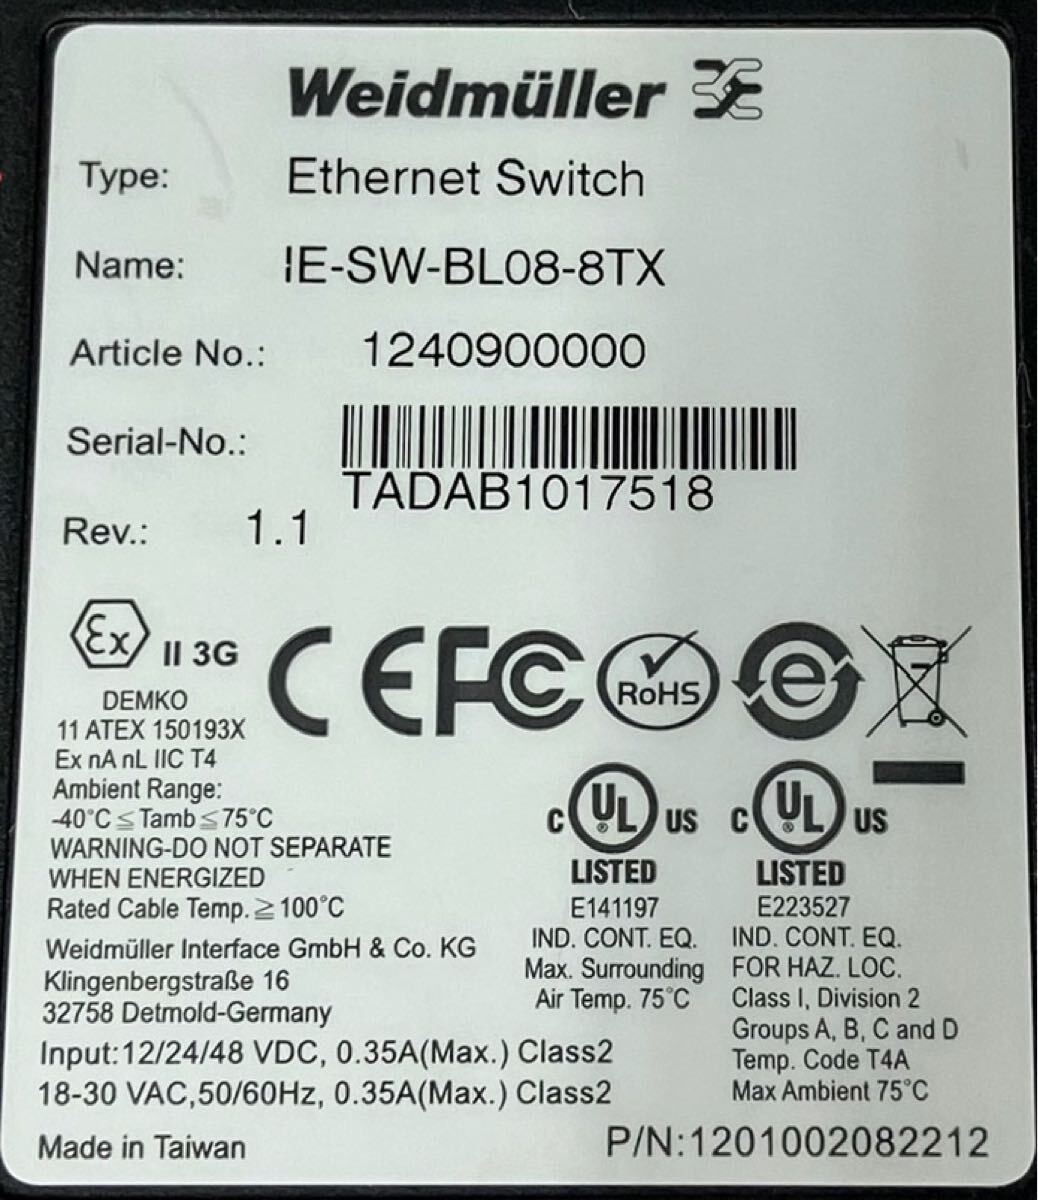 Weidmüller
Type: Ethernet Switch
Name: IE-SW-BL08-8TX
Article No.: 1240900000
Serial-No.:
TADAB1017518
Rev.: 1.1
Ex II 3G
CE FC RoHS e
DEMKO
11 ATEX 150193X
Ex nA nL IIC T4
Ambient Range:
-40°C≦Tamb≦75°C
WARNING-DO NOT SEPARATE
WHEN ENERGIZED
Rated Cable Temp.≧100°C
C UL ® US
LISTED
E141197
IND. CONT. EQ.
Max. Surrounding
Air Temp. 75°C
C UL ® US
LISTED
E223527
IND. CONT. EQ.
FOR HAZ. LOC.
Class I, Division 2
Groups A, B, C and D
Temp. Code T4A
Max Ambient 75°C
Weidmüller Interface GmbH & Co. KG
Klingenbergstraße 16
32758 Detmold-Germany
Input:12/24/48 VDC, 0.35A(Max.) Class2
18-30 VAC,50/60Hz, 0.35A(Max.) Class2
Made in Taiwan
P/N:1201002082212